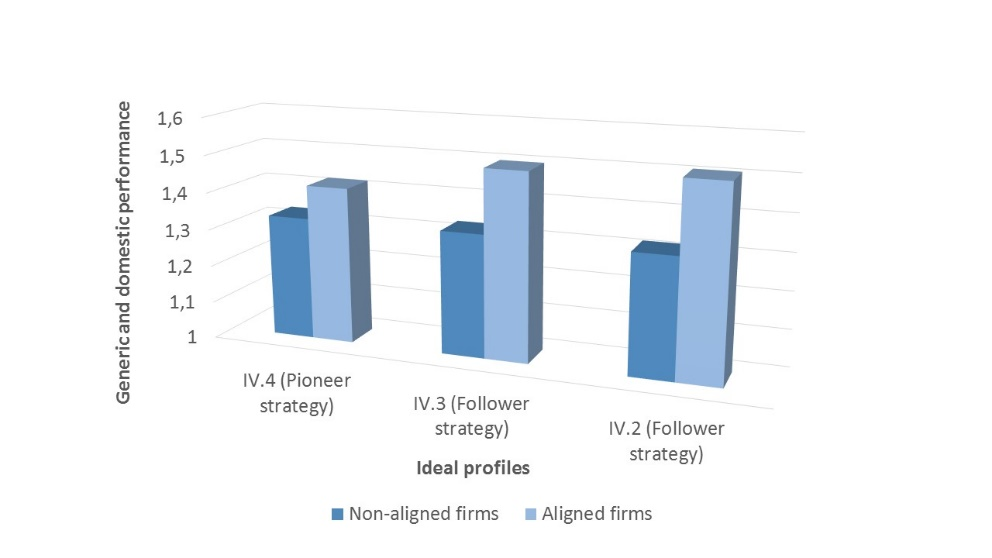 Generic and domestic performance
1,6
1,5
1,4
1,3
1,2
1,1
1
IV.4 (Pioneer
strategy)
IV.3 (Follower
strategy)
IV.2 (Follower
strategy)
Ideal profiles
Non-aligned firms
Aligned firms